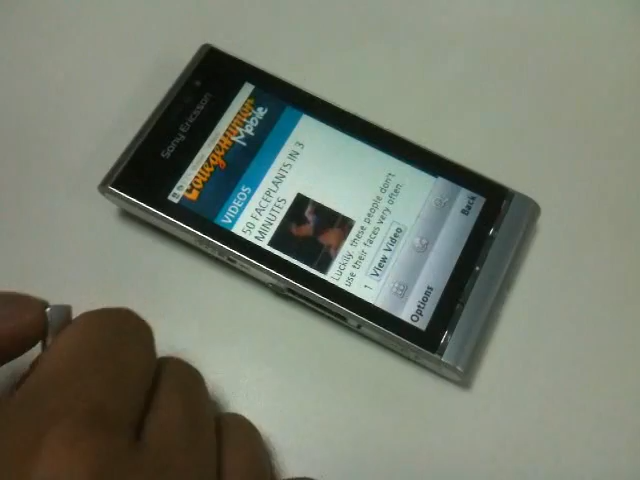 Sony Ericsson
CollegeHumor
Mobile
VIDEOS
50 FACEPLANTS IN 3
MINUTES
Luckily, these people don't
use their faces very often.
1 View Video
Options
Back